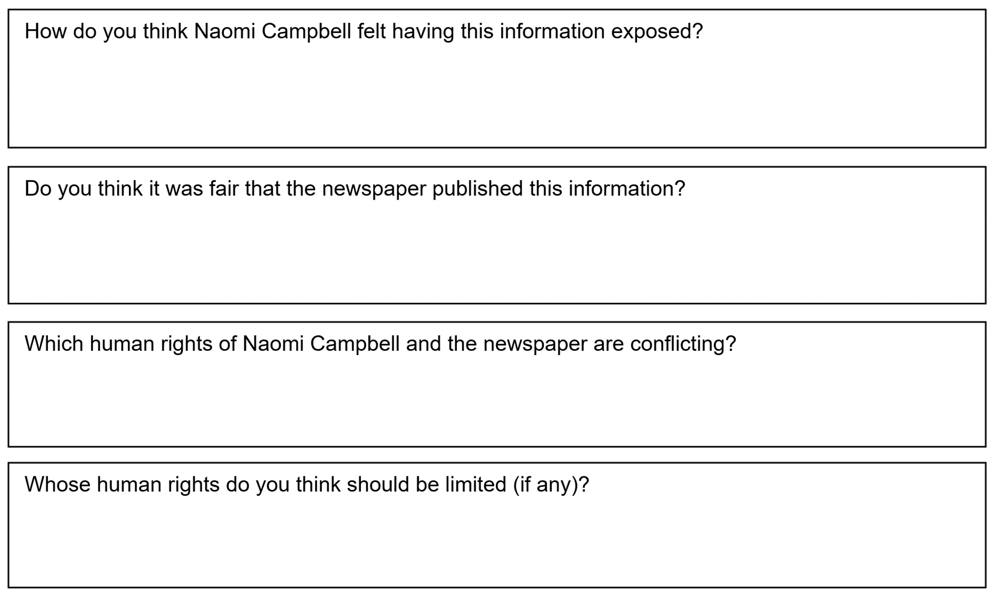 How do you think Naomi Campbell felt having this information exposed?
Do you think it was fair that the newspaper published this information?
Which human rights of Naomi Campbell and the newspaper are conflicting?
Whose human rights do you think should be limited (if any)?